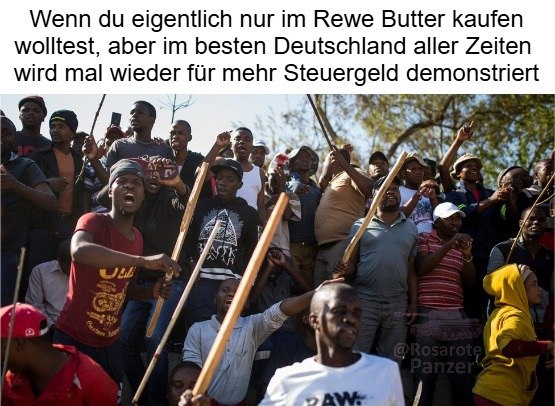 Wenn du eigentlich nur im Rewe Butter kaufen
wolltest, aber im besten Deutschland aller Zeiten
wird mal wieder für mehr Steuergeld demonstriert
@Rosarote
Panzer
RAW.